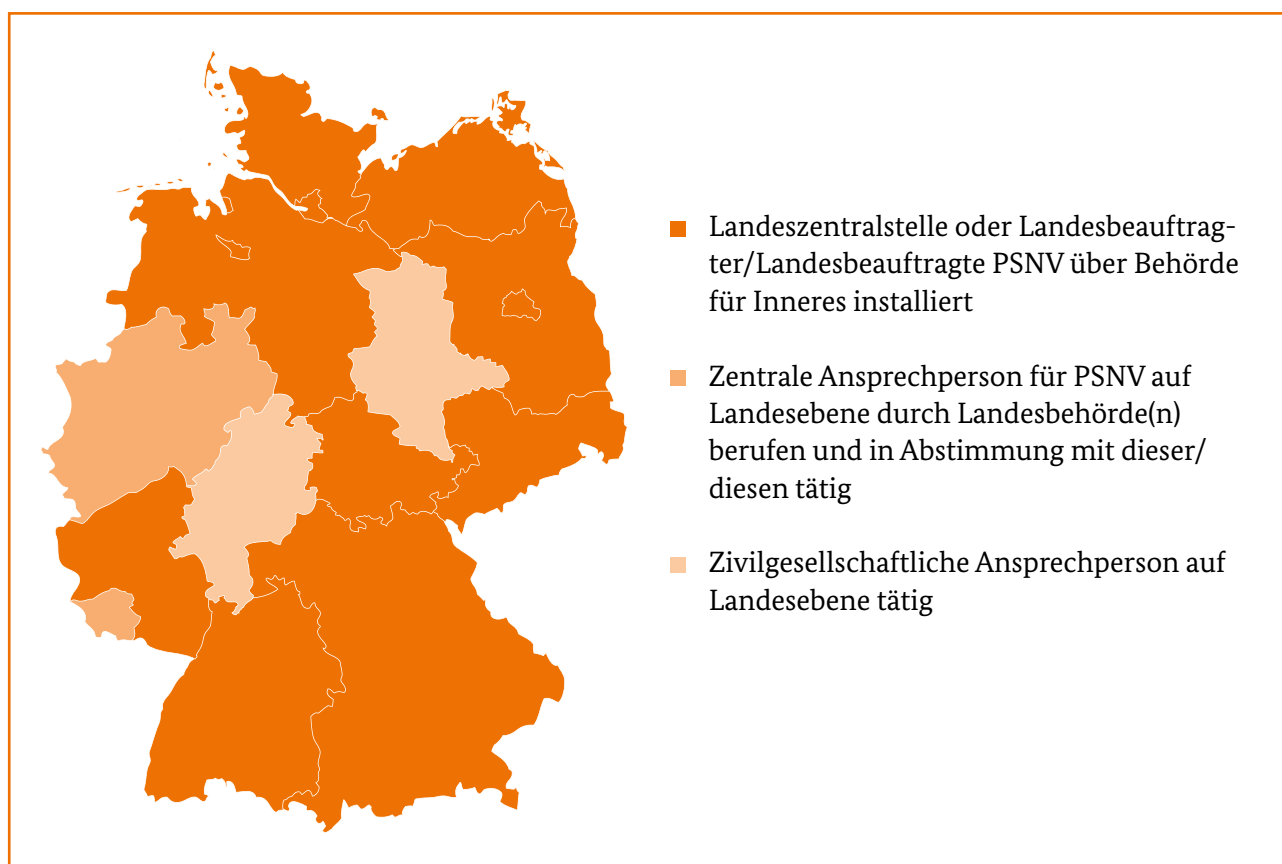 Landeszentralstelle oder Landesbeauftrag-
ter/Landesbeauftragte PSNV über Behörde
für Inneres installiert
Zentrale Ansprechperson für PSNV auf
Landesebene durch Landesbehörde(n)
berufen und in Abstimmung mit dieser/
diesen tätig
Zivilgesellschaftliche Ansprechperson auf
Landesebene tätig